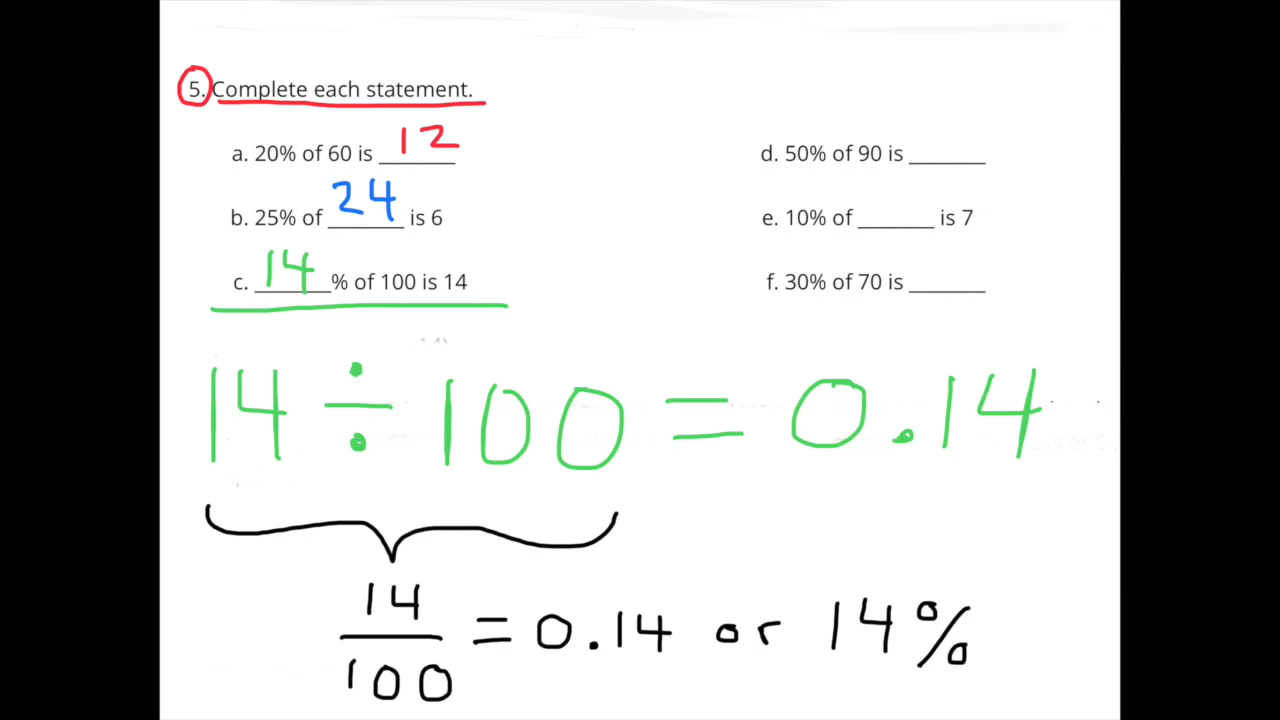 5. Complete each statement.
a. 20% of 60 is 12
b. 25% of 24 is 6
c. 14% of 100 is 14
d. 50% of 90 is ________
e. 10% of ________ is 7
f. 30% of 70 is ________
14 ÷ 100 = 0.14
14/100 = 0.14 or 14%